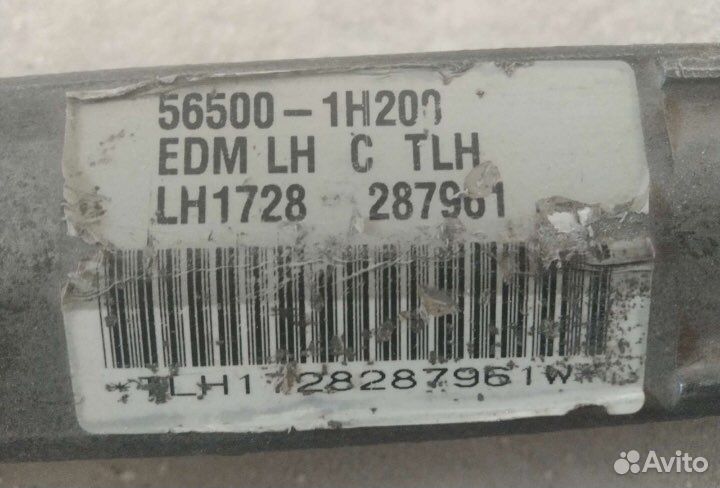 56500-1H200
EDM LH C TLH
LH1728 287961
*TLH1728287961W*
Avito